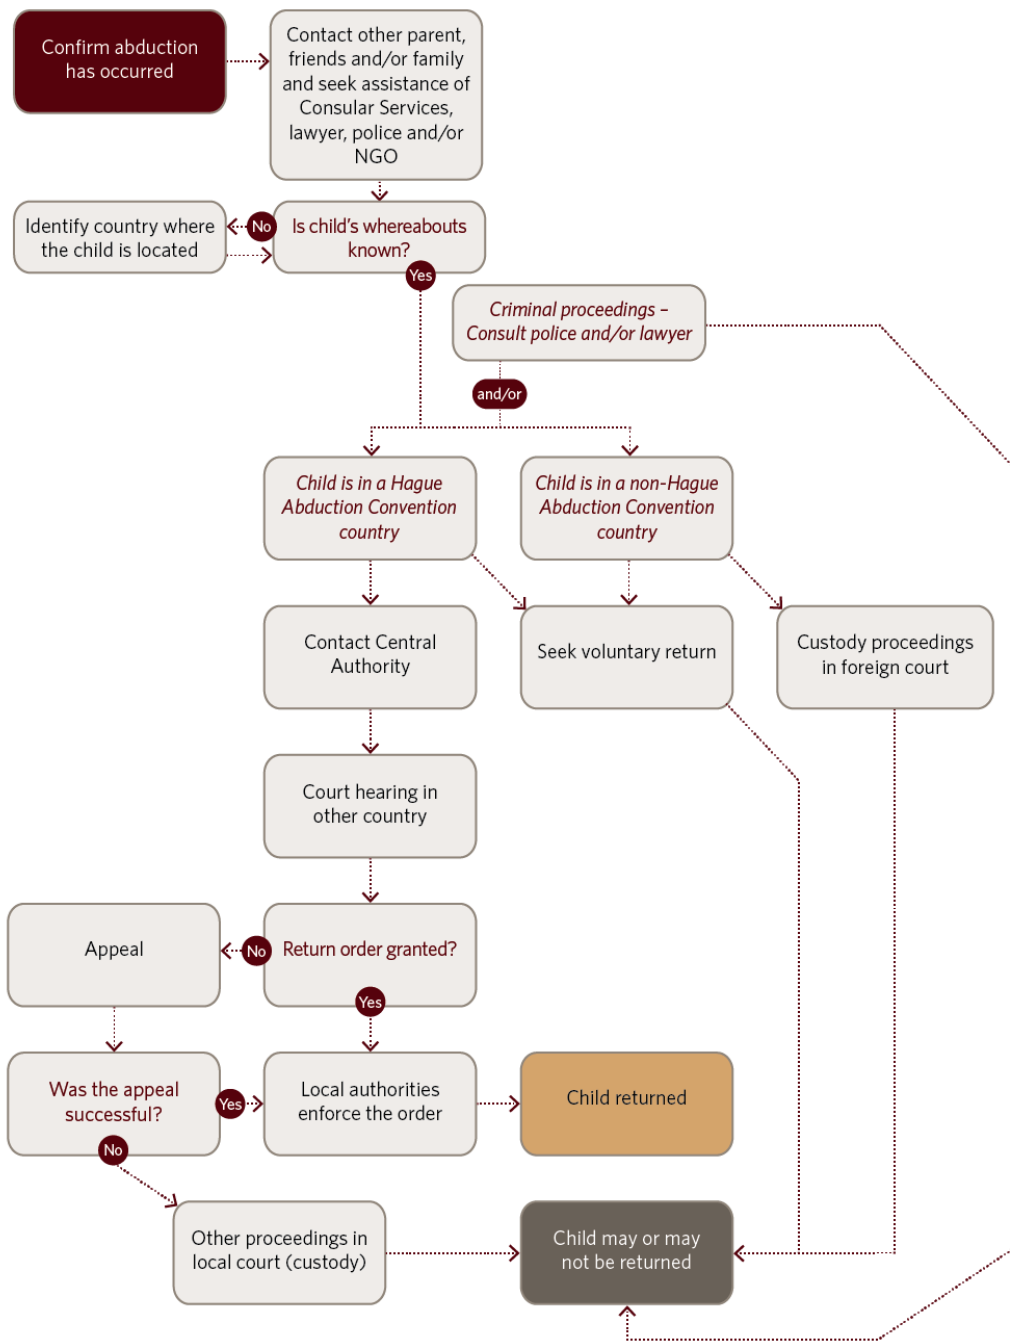 Confirm abduction
has occurred
Contact other parent,
friends and/or family
and seek assistance of
Consular Services,
lawyer, police and/or
NGO
Identify country where
the child is located
No
Is child's whereabouts
known?
Yes
Criminal proceedings –
Consult police and/or lawyer
and/or
Child is in a Hague
Abduction Convention
country
Child is in a non-Hague
Abduction Convention
country
Contact Central
Authority
Seek voluntary return
Custody proceedings
in foreign court
Court hearing in
other country
Appeal
No
Return order granted?
Yes
Was the appeal
successful?
Yes
Local authorities
enforce the order
Child returned
No
Other proceedings in
local court (custody)
Child may or may
not be returned